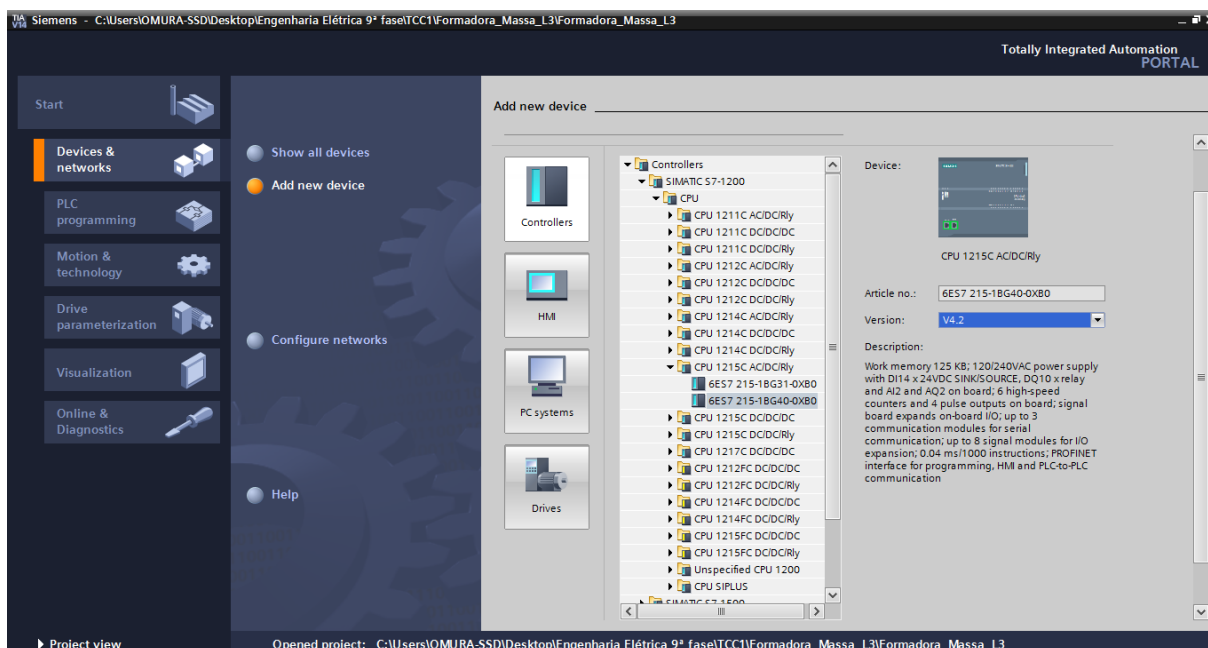 TIA
V14
Siemens - C:\Users\OMURA-SSD\Desktop\Engenharia Elétrica 9ª fase\TCC1\Formadora_Massa_L3\Formadora_Massa_L3
Totally Integrated Automation
PORTAL
Start
Devices &
networks
PLC
programming
Motion &
technology
Drive
parameterization
Visualization
Online &
Diagnostics
Show all devices
Add new device
Configure networks
Help
Add new device
Controllers
HMI
PC systems
Drives
Controllers
SIMATIC S7-1200
CPU
CPU 1211C AC/DC/Rly
CPU 1211C DC/DC/DC
CPU 1211C DC/DC/Rly
CPU 1212C AC/DC/Rly
CPU 1212C DC/DC/DC
CPU 1212C DC/DC/Rly
CPU 1214C AC/DC/Rly
CPU 1214C DC/DC/DC
CPU 1214C DC/DC/Rly
CPU 1215C AC/DC/Rly
6ES7 215-1BG31-0XB0
6ES7 215-1BG40-0XB0
CPU 1215C DC/DC/DC
CPU 1215C DC/DC/Rly
CPU 1217C DC/DC/DC
CPU 1212FC DC/DC/DC
CPU 1212FC DC/DC/Rly
CPU 1214FC DC/DC/DC
CPU 1214FC DC/DC/Rly
CPU 1215FC DC/DC/DC
CPU 1215FC DC/DC/Rly
Unspecified CPU 1200
CPU SIPLUS
SIMATIC S7-1500
Device:
CPU 1215C AC/DC/Rly
Article no.: 6ES7 215-1BG40-0XB0
Version: V4.2
Description:
Work memory 125 KB; 120/240VAC power supply
with DI14 x 24VDC SINK/SOURCE, DQ10 x relay
and AI2 and AQ2 on board; 6 high-speed
counters and 4 pulse outputs on board; signal
board expands on-board I/O; up to 3
communication modules for serial
communication; up to 8 signal modules for I/O
expansion; 0.04 ms/1000 instructions; PROFINET
interface for programming, HMI and PLC-to-PLC
communication
Project view
Opened project: C:\Users\OMURA-SSD\Desktop\Engenharia Elétrica 9ª fase\TCC1\Formadora_Massa_L3\Formadora_Massa_L3